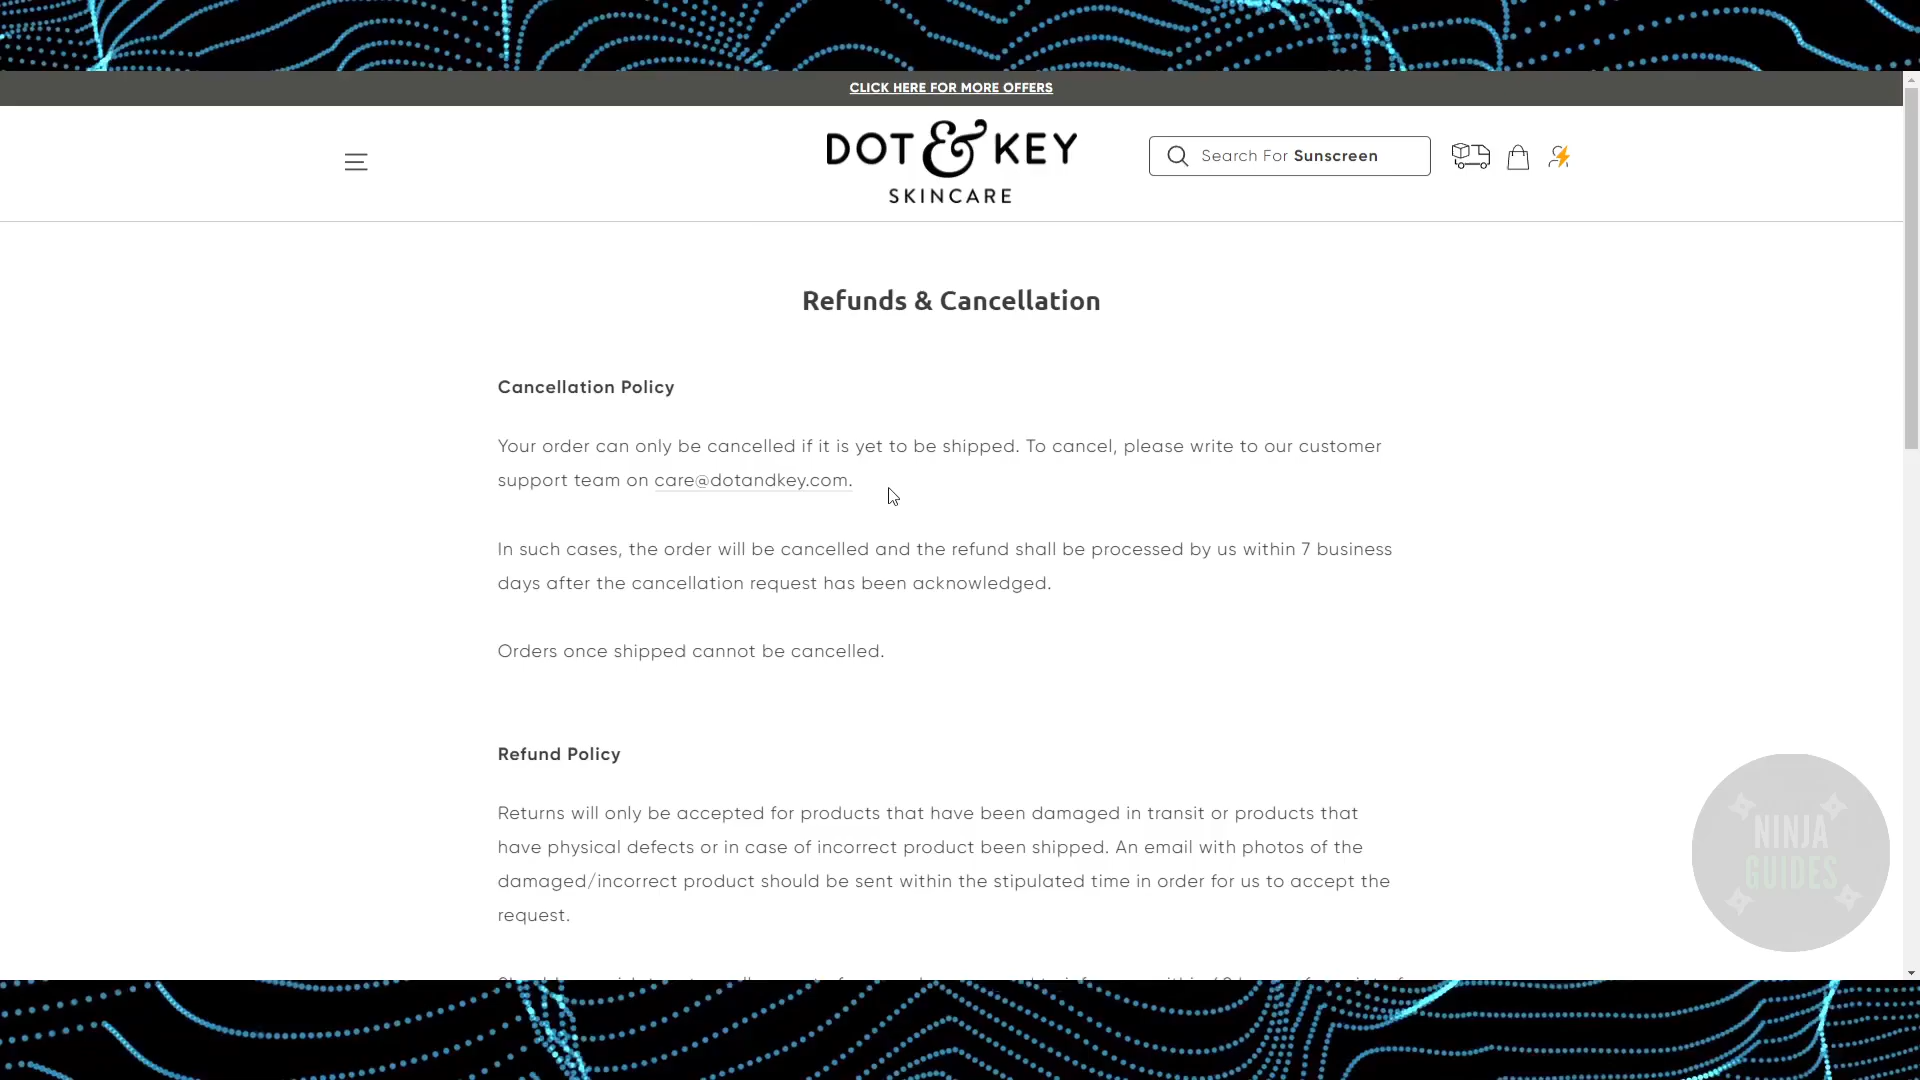 CLICK HERE FOR MORE OFFERS
DOT & KEY
SKINCARE
Search For Sunscreen
Refunds & Cancellation
Cancellation Policy
Your order can only be cancelled if it is yet to be shipped. To cancel, please write to our customer
support team on care@dotandkey.com.
In such cases, the order will be cancelled and the refund shall be processed by us within 7 business
days after the cancellation request has been acknowledged.
Orders once shipped cannot be cancelled.
Refund Policy
Returns will only be accepted for products that have been damaged in transit or products that
have physical defects or in case of incorrect product been shipped. An email with photos of the
damaged/incorrect product should be sent within the stipulated time in order for us to accept the
request.
NINJA
GUIDES